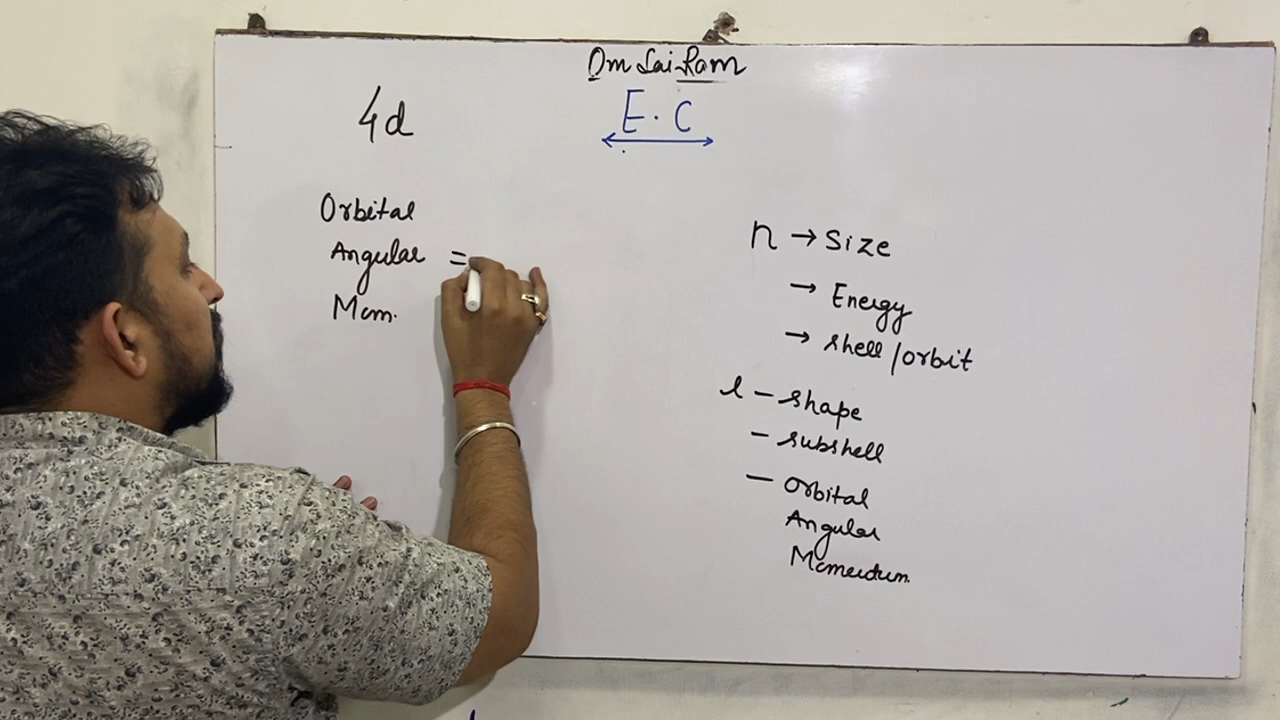 Om Sai Ram
E. C
4d
Orbital
Angular =
Mom.
n → Size
→ Energy
→ shell/orbit
l – shape
– subshell
– Orbital
Angular
Momentum